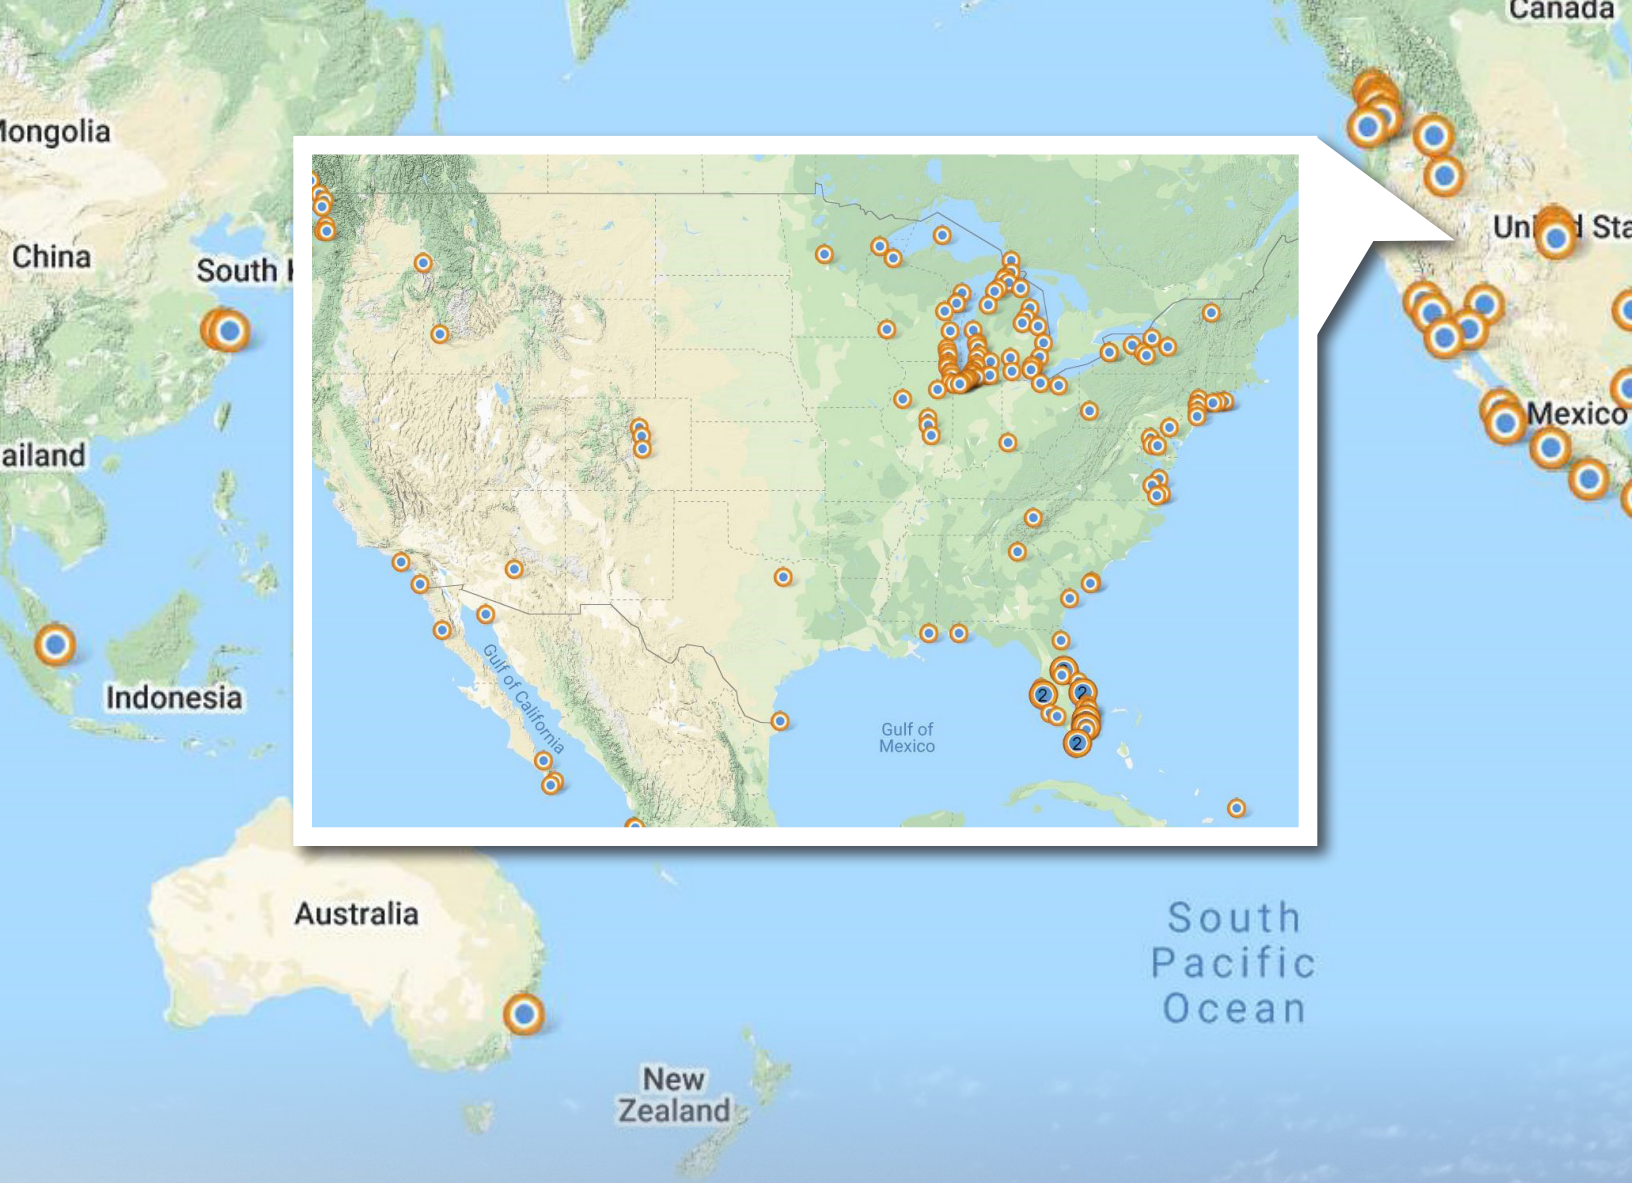 Canada
Mongolia
China
South K
United Sta
Mexico
ailand
Indonesia
Gulf of California
Gulf of
Mexico
2
2
2
Australia
South
Pacific
Ocean
New
Zealand